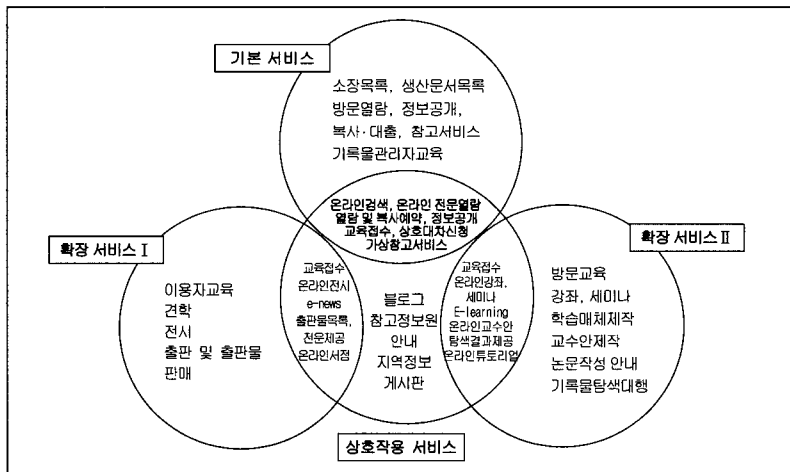 기본 서비스
소장목록, 생산문서목록
방문열람, 정보공개,
복사·대출, 참고서비스
기록물관리자교육
온라인검색, 온라인 전문열람
열람 및 복사예약, 정보공개
교육접수, 상호대차신청
가상참고서비스
확장 서비스 Ⅰ
이용자교육
견학
전시
출판 및 출판물
판매
교육접수
온라인전시
e-news
출판물목록,
전문제공
온라인서점
블로그
참고정보원
안내
지역정보
게시판
교육접수
온라인강좌,
세미나
E-learning
온라인교수안
탐색결과제공
온라인튜토리얼
확장 서비스 Ⅱ
방문교육
강좌, 세미나
학습매체제작
교수안제작
논문작성 안내
기록물탐색대행
상호작용 서비스